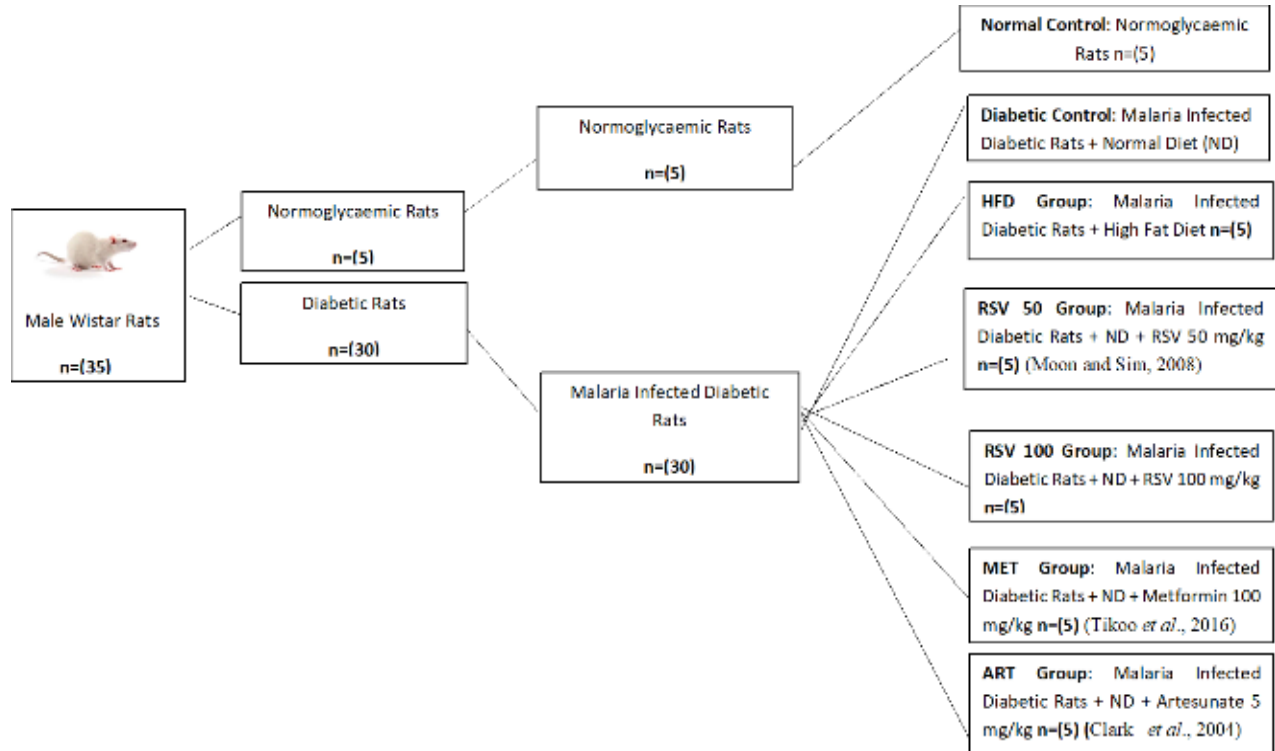 Male Wistar Rats
n=(35)
Normoglycaemic Rats
n=(5)
Diabetic Rats
n=(30)
Normoglycaemic Rats
n=(5)
Malaria Infected Diabetic
Rats
n=(30)
Normal Control: Normoglycaemic
Rats n=(5)
Diabetic Control: Malaria Infected
Diabetic Rats + Normal Diet (ND)
HFD Group: Malaria Infected
Diabetic Rats + High Fat Diet n=(5)
RSV 50 Group: Malaria Infected
Diabetic Rats + ND + RSV 50 mg/kg
n=(5) (Moon and Sim, 2008)
RSV 100 Group: Malaria Infected
Diabetic Rats + ND + RSV 100 mg/kg
n=(5)
MET Group: Malaria Infected
Diabetic Rats + ND + Metformin 100
mg/kg n=(5) (Tikoo et al., 2016)
ART Group: Malaria Infected
Diabetic Rats + ND + Artesunate 5
mg/kg n=(5) (Clark et al., 2004)